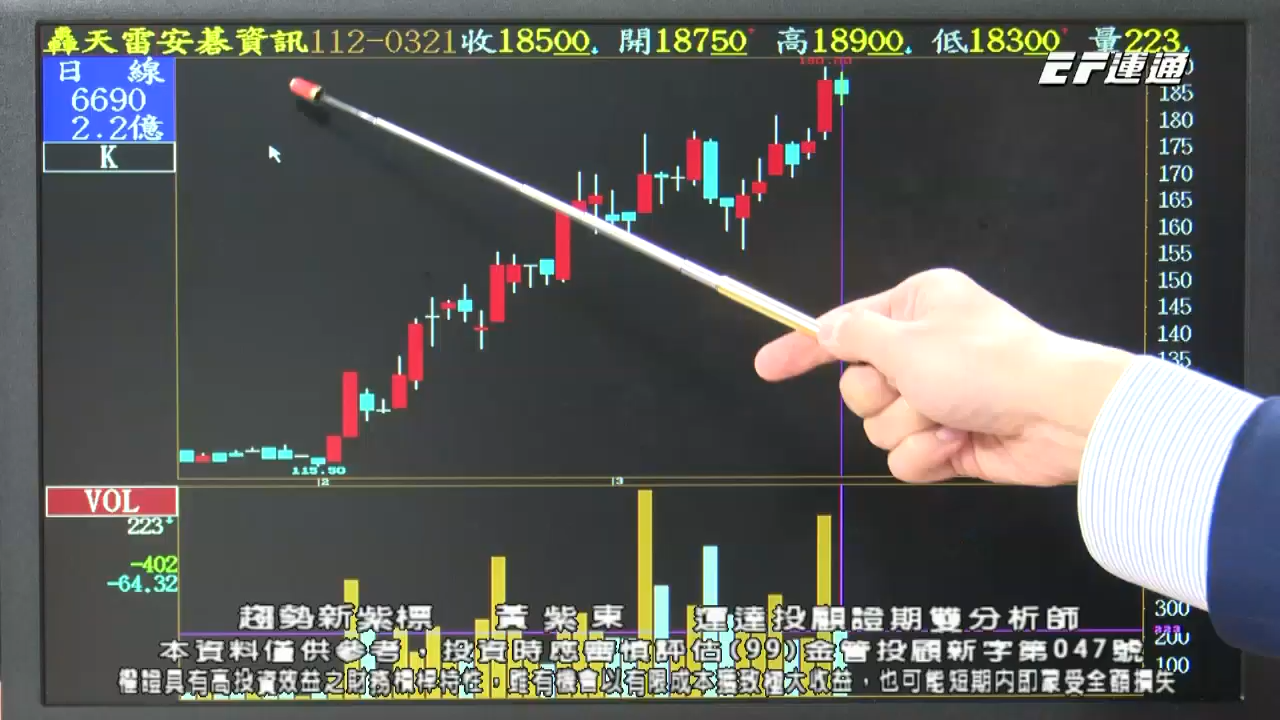 轟天雷安碁資訊112-0321收18500 開18750 高18900 低18300 量223
EF運通
日 線
6690
2.2億
K
190.00
185
180
175
170
165
160
155
150
145
140
135
115.50
2
3
VOL
223
-402
-64.32
300
223
200
100
趨勢新紫標 黃紫東 運達投顧證期雙分析師
本資料僅供參考,投資時應審慎評估(99)金管投顧新字第047號
權證具有高投資效益之財務槓桿特性,雖有機會以有限成本獲致極大收益,也可能短期內即蒙受全額損失